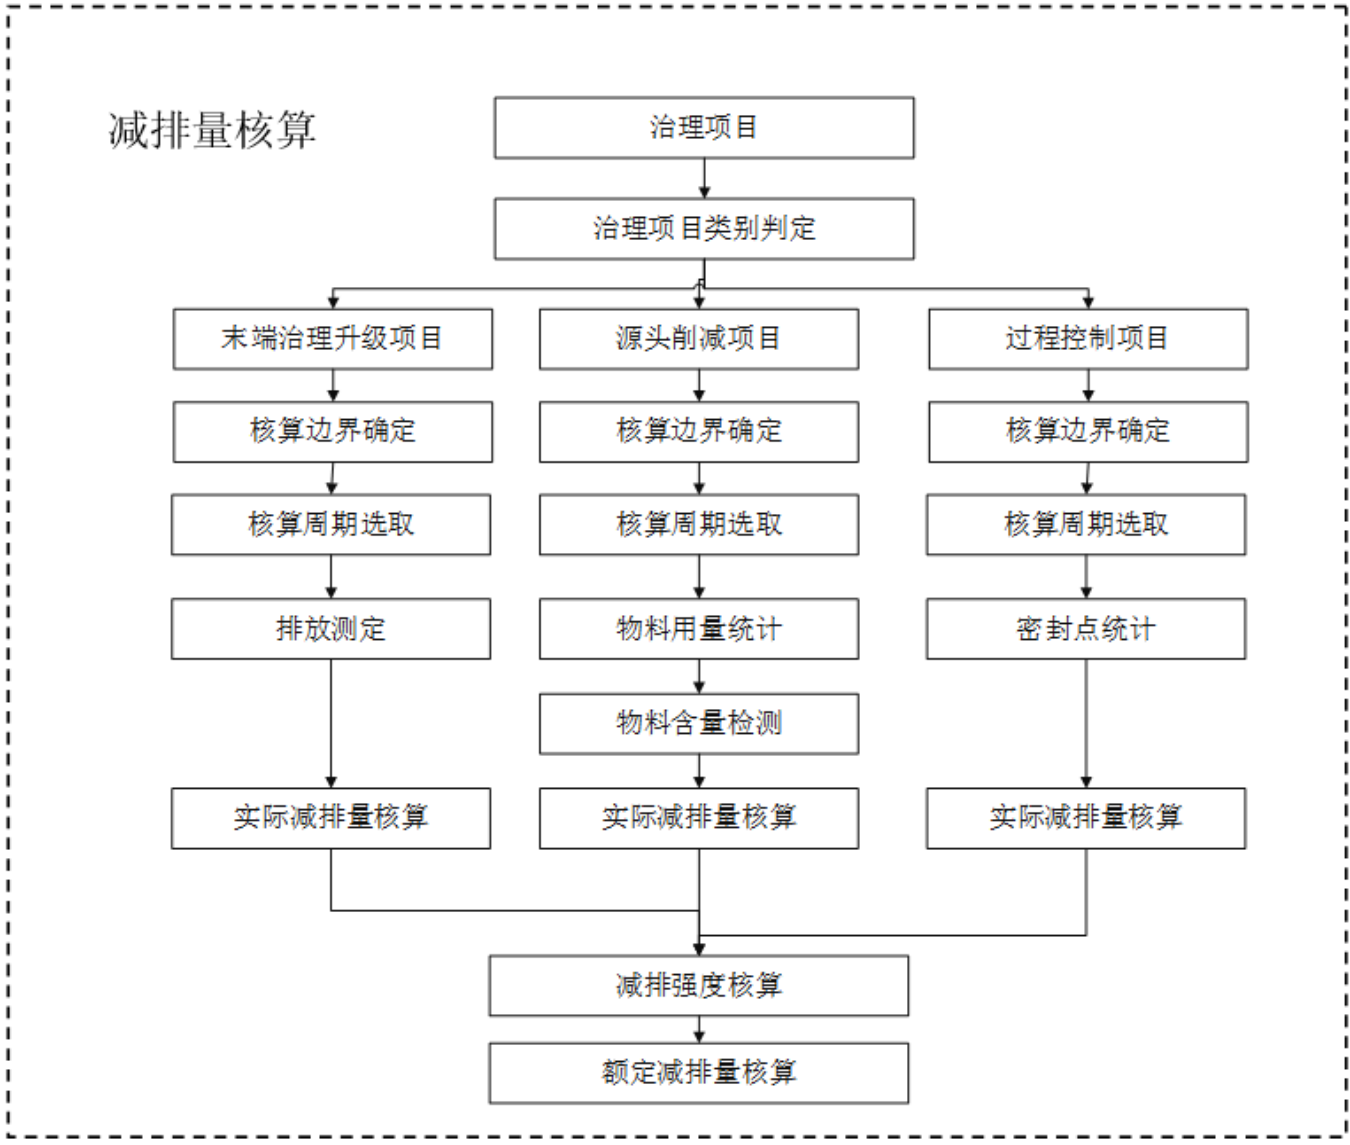 减排量核算
治理项目
治理项目类别判定
末端治理升级项目
源头削减项目
过程控制项目
核算边界确定
核算边界确定
核算边界确定
核算周期选取
核算周期选取
核算周期选取
排放测定
物料用量统计
密封点统计
物料含量检测
实际减排量核算
实际减排量核算
实际减排量核算
减排强度核算
额定减排量核算